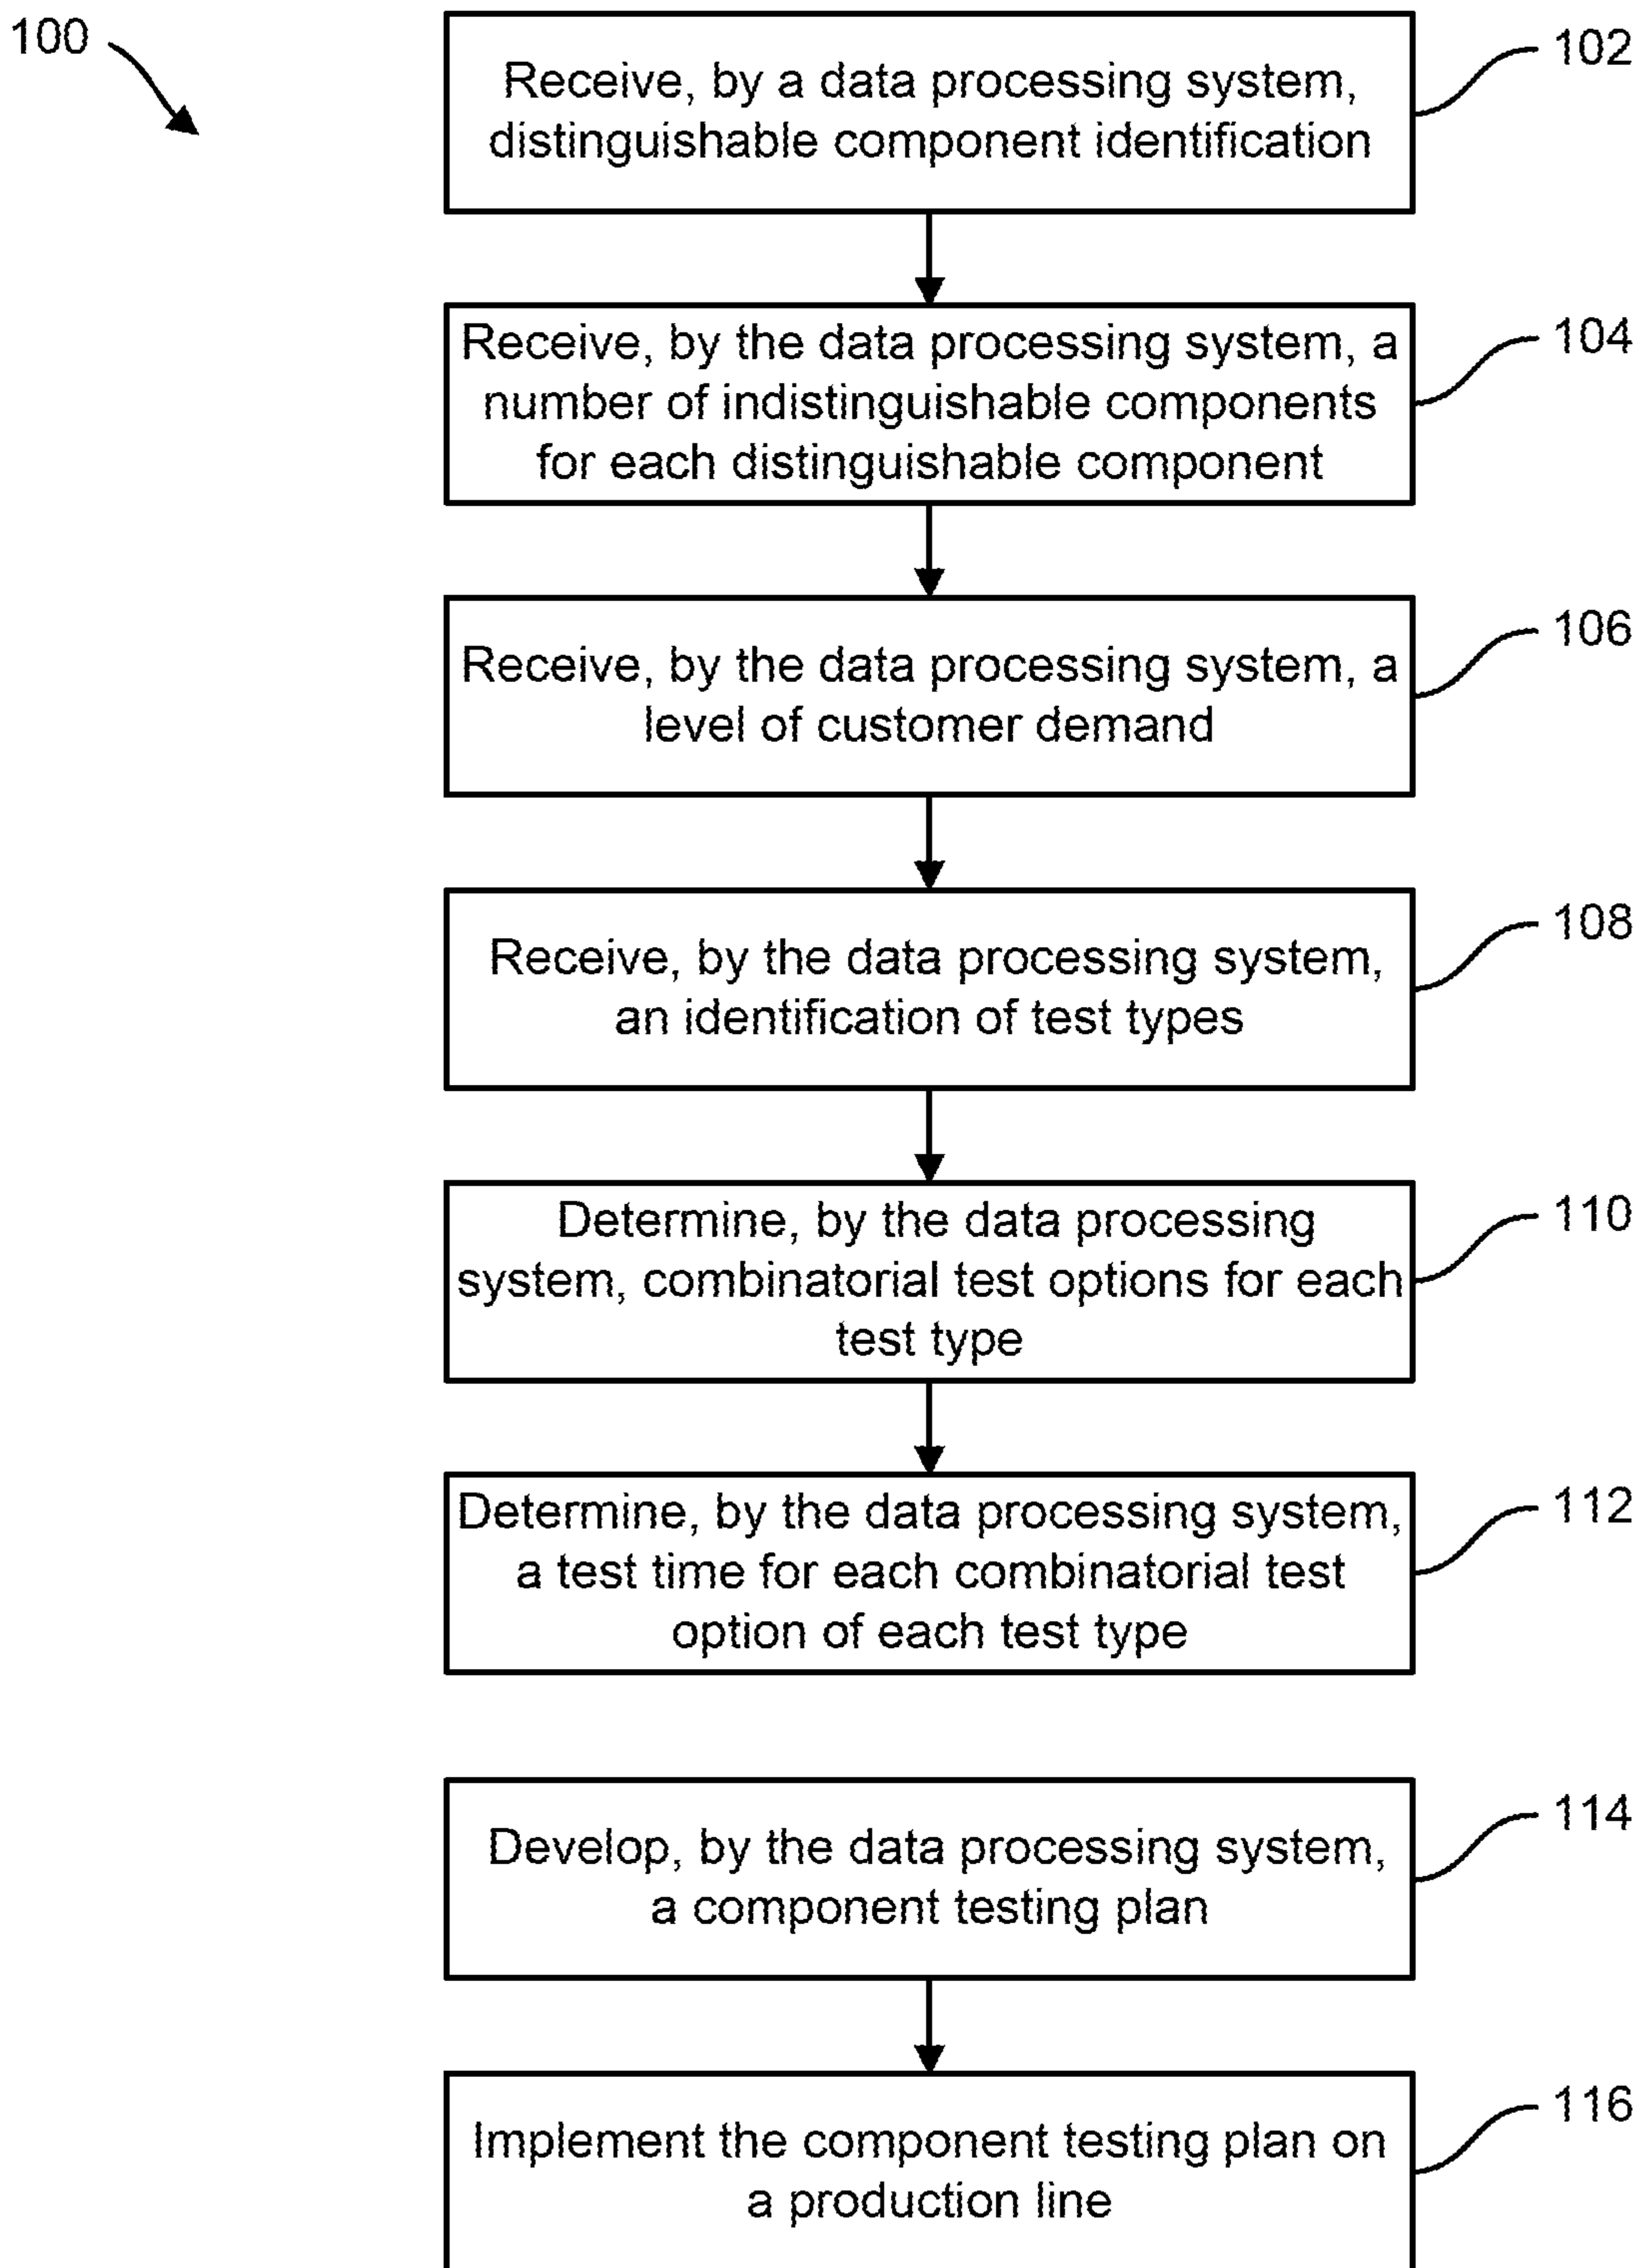 100
102
Receive, by a data processing system,
distinguishable component identification
104
Receive, by the data processing system, a
number of indistinguishable components
for each distinguishable component
106
Receive, by the data processing system, a
level of customer demand
108
Receive, by the data processing system,
an identification of test types
110
Determine, by the data processing
system, combinatorial test options for each
test type
112
Determine, by the data processing system,
a test time for each combinatorial test
option of each test type
114
Develop, by the data processing system,
a component testing plan
116
Implement the component testing plan on
a production line